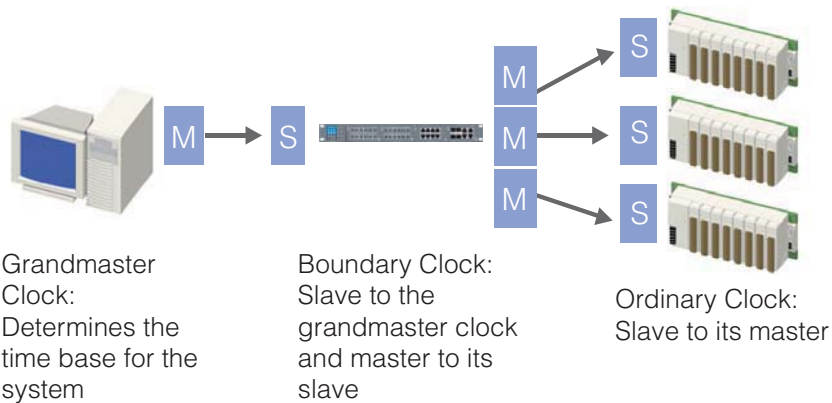 M
S
M
M
M
S
S
S
Grandmaster
Clock:
Determines the
time base for the
system
Boundary Clock:
Slave to the
grandmaster clock
and master to its
slave
Ordinary Clock:
Slave to its master